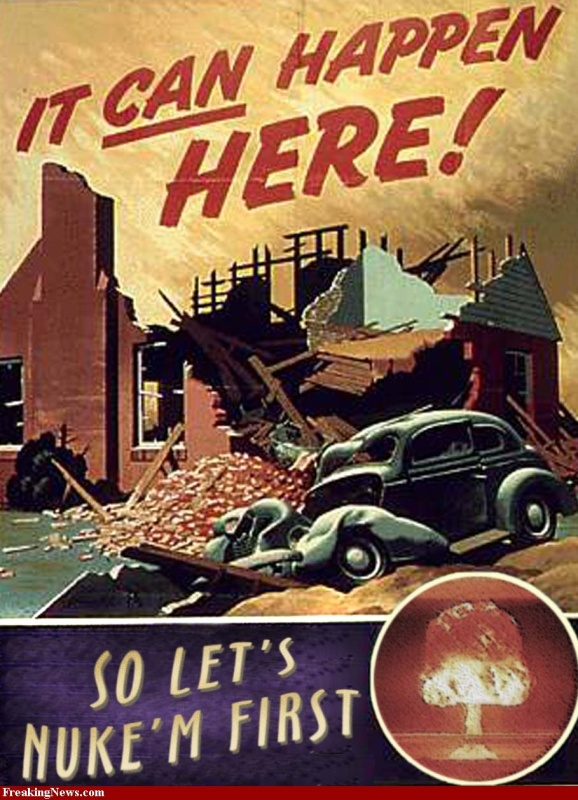 IT CAN HAPPEN
HERE!
SO LET'S
NUKE'M FIRST
FreakingNews.com